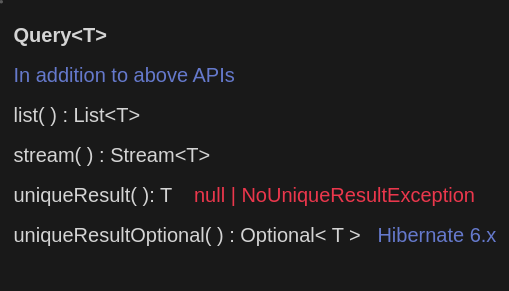 Query<T>
In addition to above APIs
list( ) : List<T>
stream( ) : Stream<T>
uniqueResult( ): T null | NoUniqueResultException
uniqueResultOptional( ) : Optional< T > Hibernate 6.x